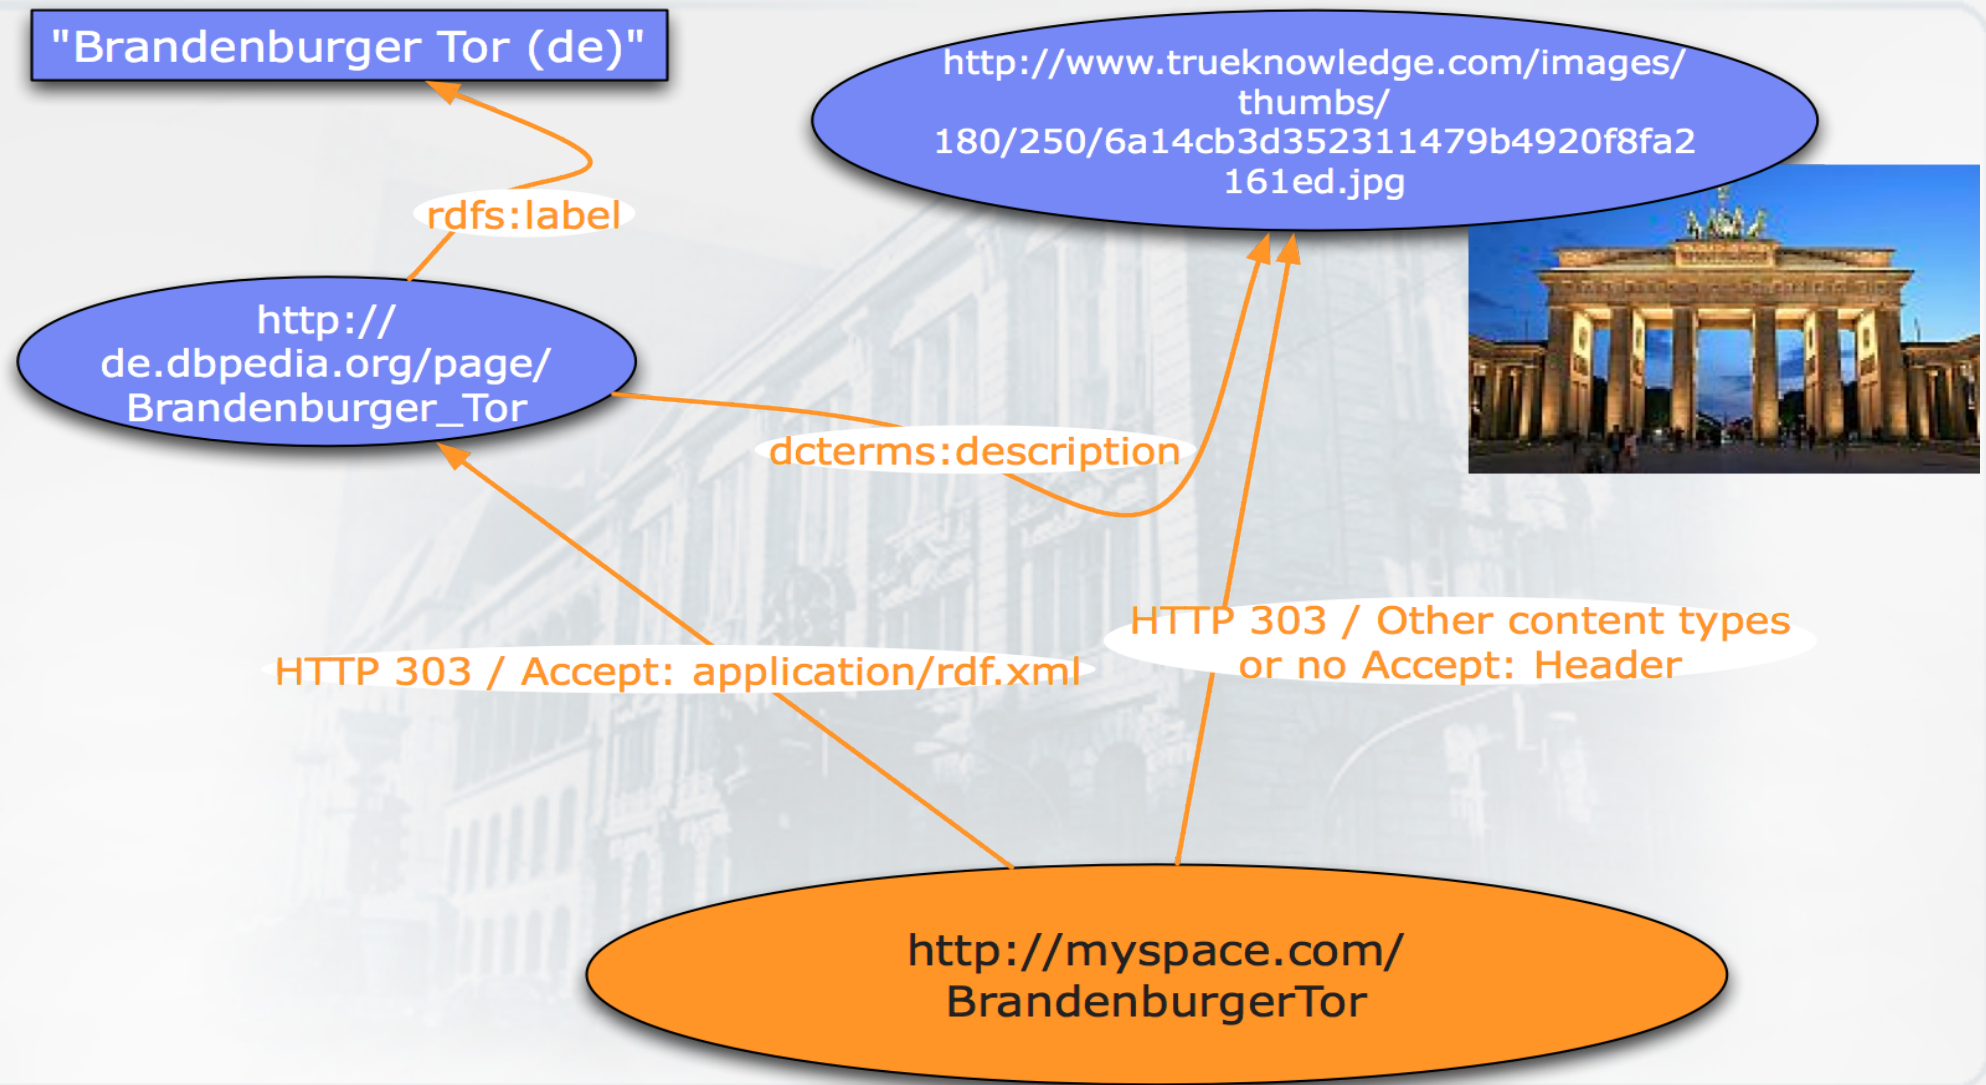 "Brandenburger Tor (de)"
http://www.trueknowledge.com/images/
thumbs/
180/250/6a14cb3d352311479b4920f8fa2
161ed.jpg
rdfs:label
http://
de.dbpedia.org/page/
Brandenburger_Tor
dcterms:description
HTTP 303 / Other content types
or no Accept: Header
HTTP 303 / Accept: application/rdf.xml
http://myspace.com/
BrandenburgerTor